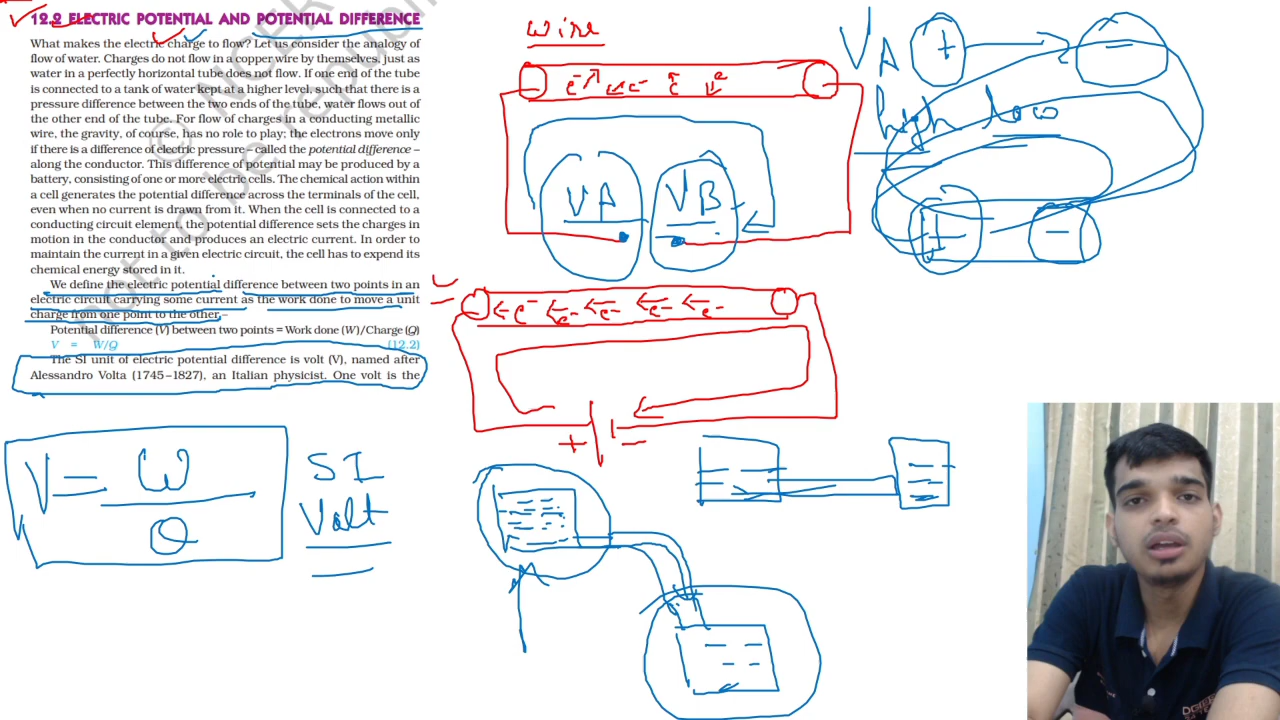 12.2 ELECTRIC POTENTIAL AND POTENTIAL DIFFERENCE
What makes the electric charge to flow? Let us consider the analogy of
flow of water. Charges do not flow in a copper wire by themselves, just as
water in a perfectly horizontal tube does not flow. If one end of the tube
is connected to a tank of water kept at a higher level, such that there is a
pressure difference between the two ends of the tube, water flows out of
the other end of the tube. For flow of charges in a conducting metallic
wire, the gravity, of course, has no role to play; the electrons move only
if there is a difference of electric pressure – called the potential difference –
along the conductor. This difference of potential may be produced by a
battery, consisting of one or more electric cells. The chemical action within
a cell generates the potential difference across the terminals of the cell,
even when no current is drawn from it. When the cell is connected to a
conducting circuit element, the potential difference sets the charges in
motion in the conductor and produces an electric current. In order to
maintain the current in a given electric circuit, the cell has to expend its
chemical energy stored in it.
We define the electric potential difference between two points in an
electric circuit carrying some current as the work done to move a unit
charge from one point to the other –
Potential difference (V) between two points = Work done (W)/Charge (Q)
V = W/Q (12.2)
The SI unit of electric potential difference is volt (V), named after
Alessandro Volta (1745–1827), an Italian physicist. One volt is the
© NCERT
not to be republi
V = W
Q
SI
Volt
wire
e- e- e- e
VA VB
e- e- e- e- e-
+ −
VA + −
high low
+ −